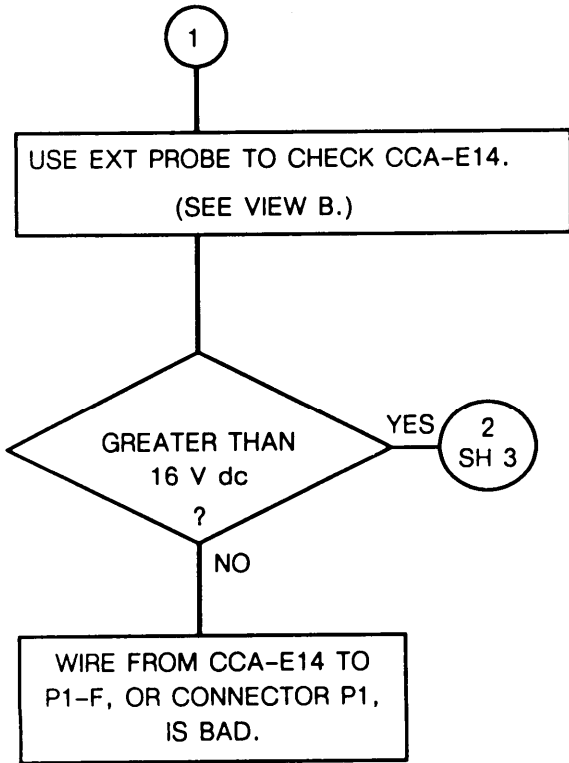 1
USE EXT PROBE TO CHECK CCA-E14.
(SEE VIEW B.)
GREATER THAN
16 V dc
?
YES
2
SH 3
NO
WIRE FROM CCA-E14 TO
P1-F, OR CONNECTOR P1,
IS BAD.